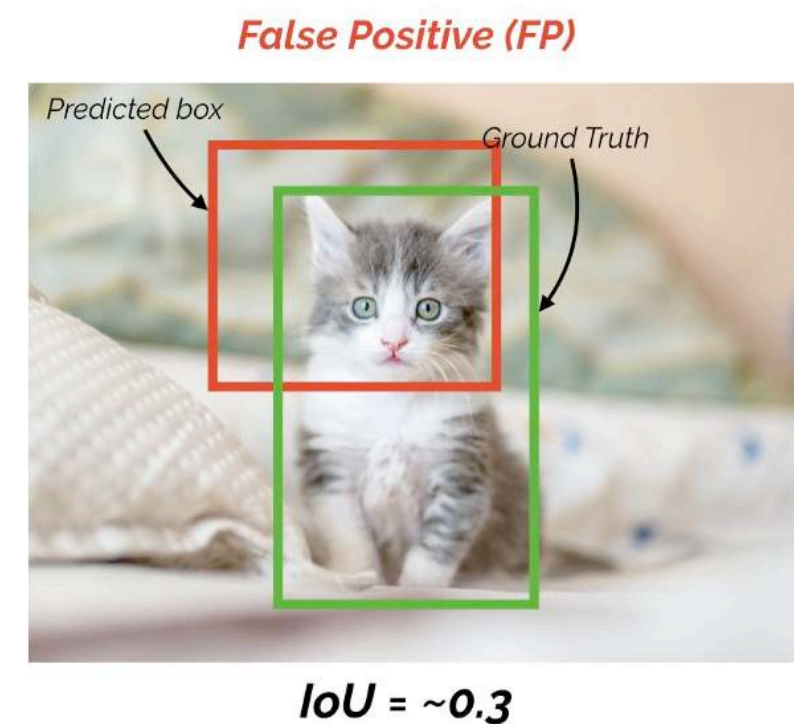 False Positive (FP)
Predicted box
Ground Truth
IoU = ~0.3